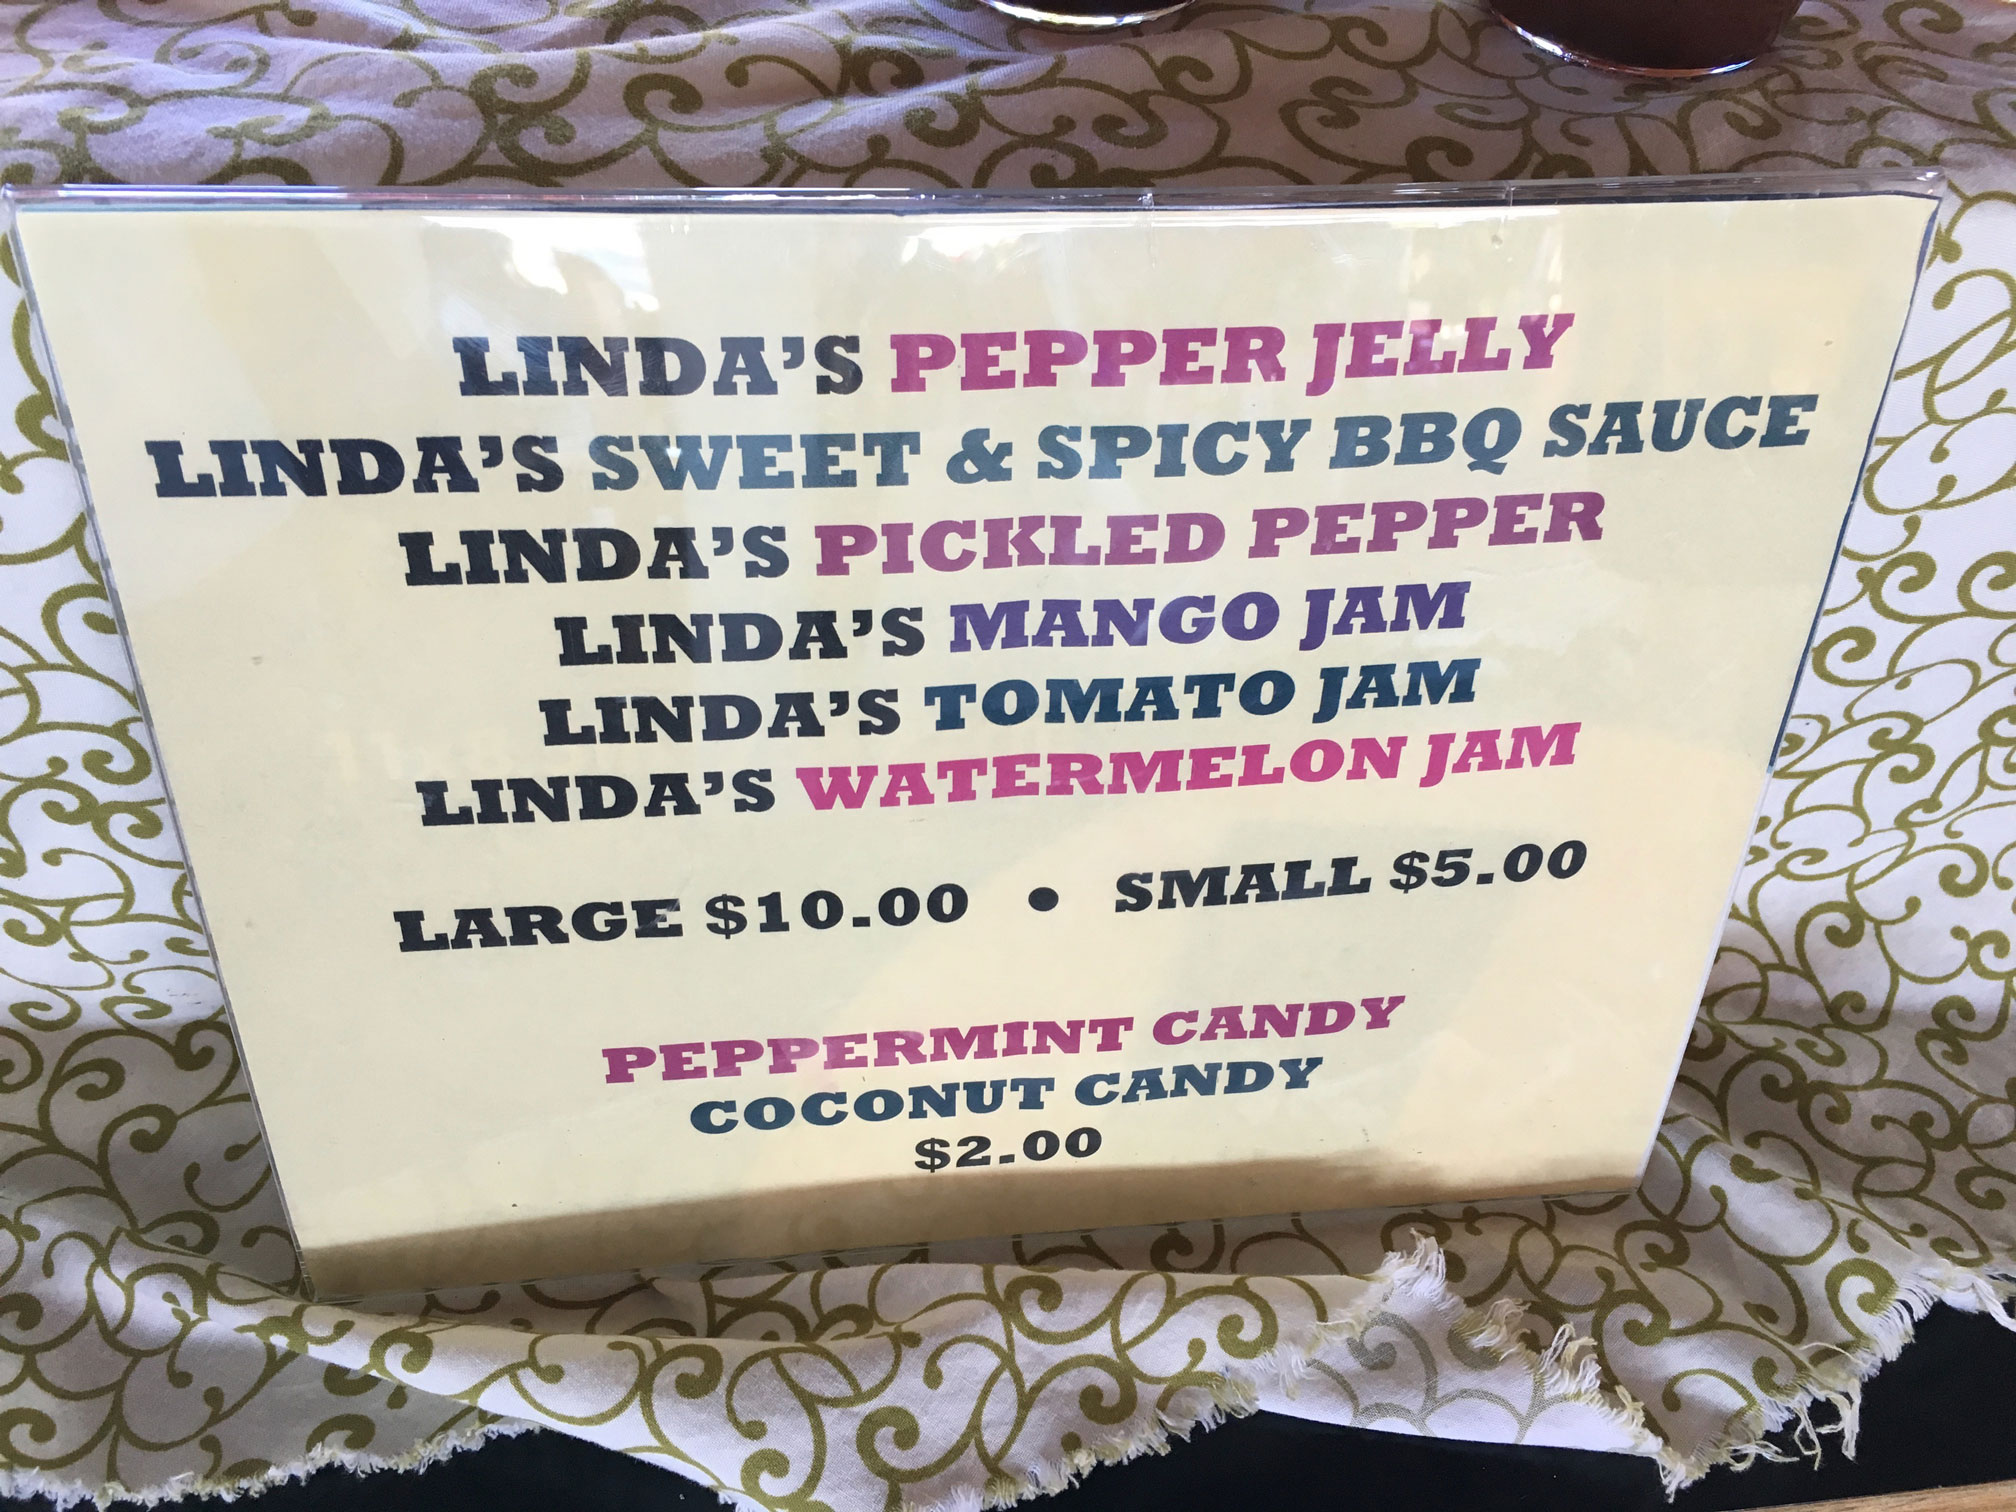 LINDA'S PEPPER JELLY
LINDA'S SWEET & SPICY BBQ SAUCE
LINDA'S PICKLED PEPPER
LINDA'S MANGO JAM
LINDA'S TOMATO JAM
LINDA'S WATERMELON JAM
LARGE $10.00 • SMALL $5.00
PEPPERMINT CANDY
COCONUT CANDY
$2.00